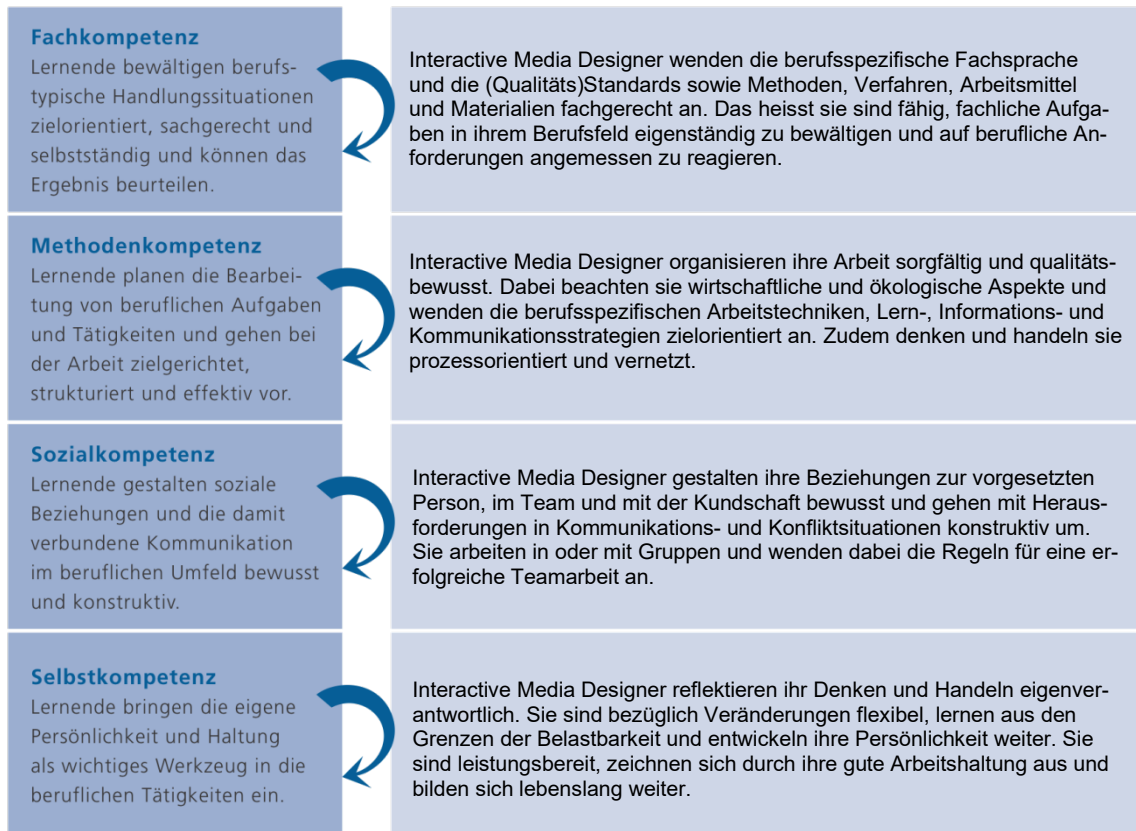 Fachkompetenz
Lernende bewältigen berufs-
typische Handlungssituationen
zielorientiert, sachgerecht und
selbstständig und können das
Ergebnis beurteilen.
Interactive Media Designer wenden die berufsspezifische Fachsprache
und die (Qualitäts)Standards sowie Methoden, Verfahren, Arbeitsmittel
und Materialien fachgerecht an. Das heisst sie sind fähig, fachliche Aufga-
ben in ihrem Berufsfeld eigenständig zu bewältigen und auf berufliche An-
forderungen angemessen zu reagieren.
Methodenkompetenz
Lernende planen die Bearbei-
tung von beruflichen Aufgaben
und Tätigkeiten und gehen bei
der Arbeit zielgerichtet,
strukturiert und effektiv vor.
Interactive Media Designer organisieren ihre Arbeit sorgfältig und qualitäts-
bewusst. Dabei beachten sie wirtschaftliche und ökologische Aspekte und
wenden die berufsspezifischen Arbeitstechniken, Lern-, Informations- und
Kommunikationsstrategien zielorientiert an. Zudem denken und handeln sie
prozessorientiert und vernetzt.
Sozialkompetenz
Lernende gestalten soziale
Beziehungen und die damit
verbundene Kommunikation
im beruflichen Umfeld bewusst
und konstruktiv.
Interactive Media Designer gestalten ihre Beziehungen zur vorgesetzten
Person, im Team und mit der Kundschaft bewusst und gehen mit Heraus-
forderungen in Kommunikations- und Konfliktsituationen konstruktiv um.
Sie arbeiten in oder mit Gruppen und wenden dabei die Regeln für eine er-
folgreiche Teamarbeit an.
Selbstkompetenz
Lernende bringen die eigene
Persönlichkeit und Haltung
als wichtiges Werkzeug in die
beruflichen Tätigkeiten ein.
Interactive Media Designer reflektieren ihr Denken und Handeln eigenver-
antwortlich. Sie sind bezüglich Veränderungen flexibel, lernen aus den
Grenzen der Belastbarkeit und entwickeln ihre Persönlichkeit weiter. Sie
sind leistungsbereit, zeichnen sich durch ihre gute Arbeitshaltung aus und
bilden sich lebenslang weiter.